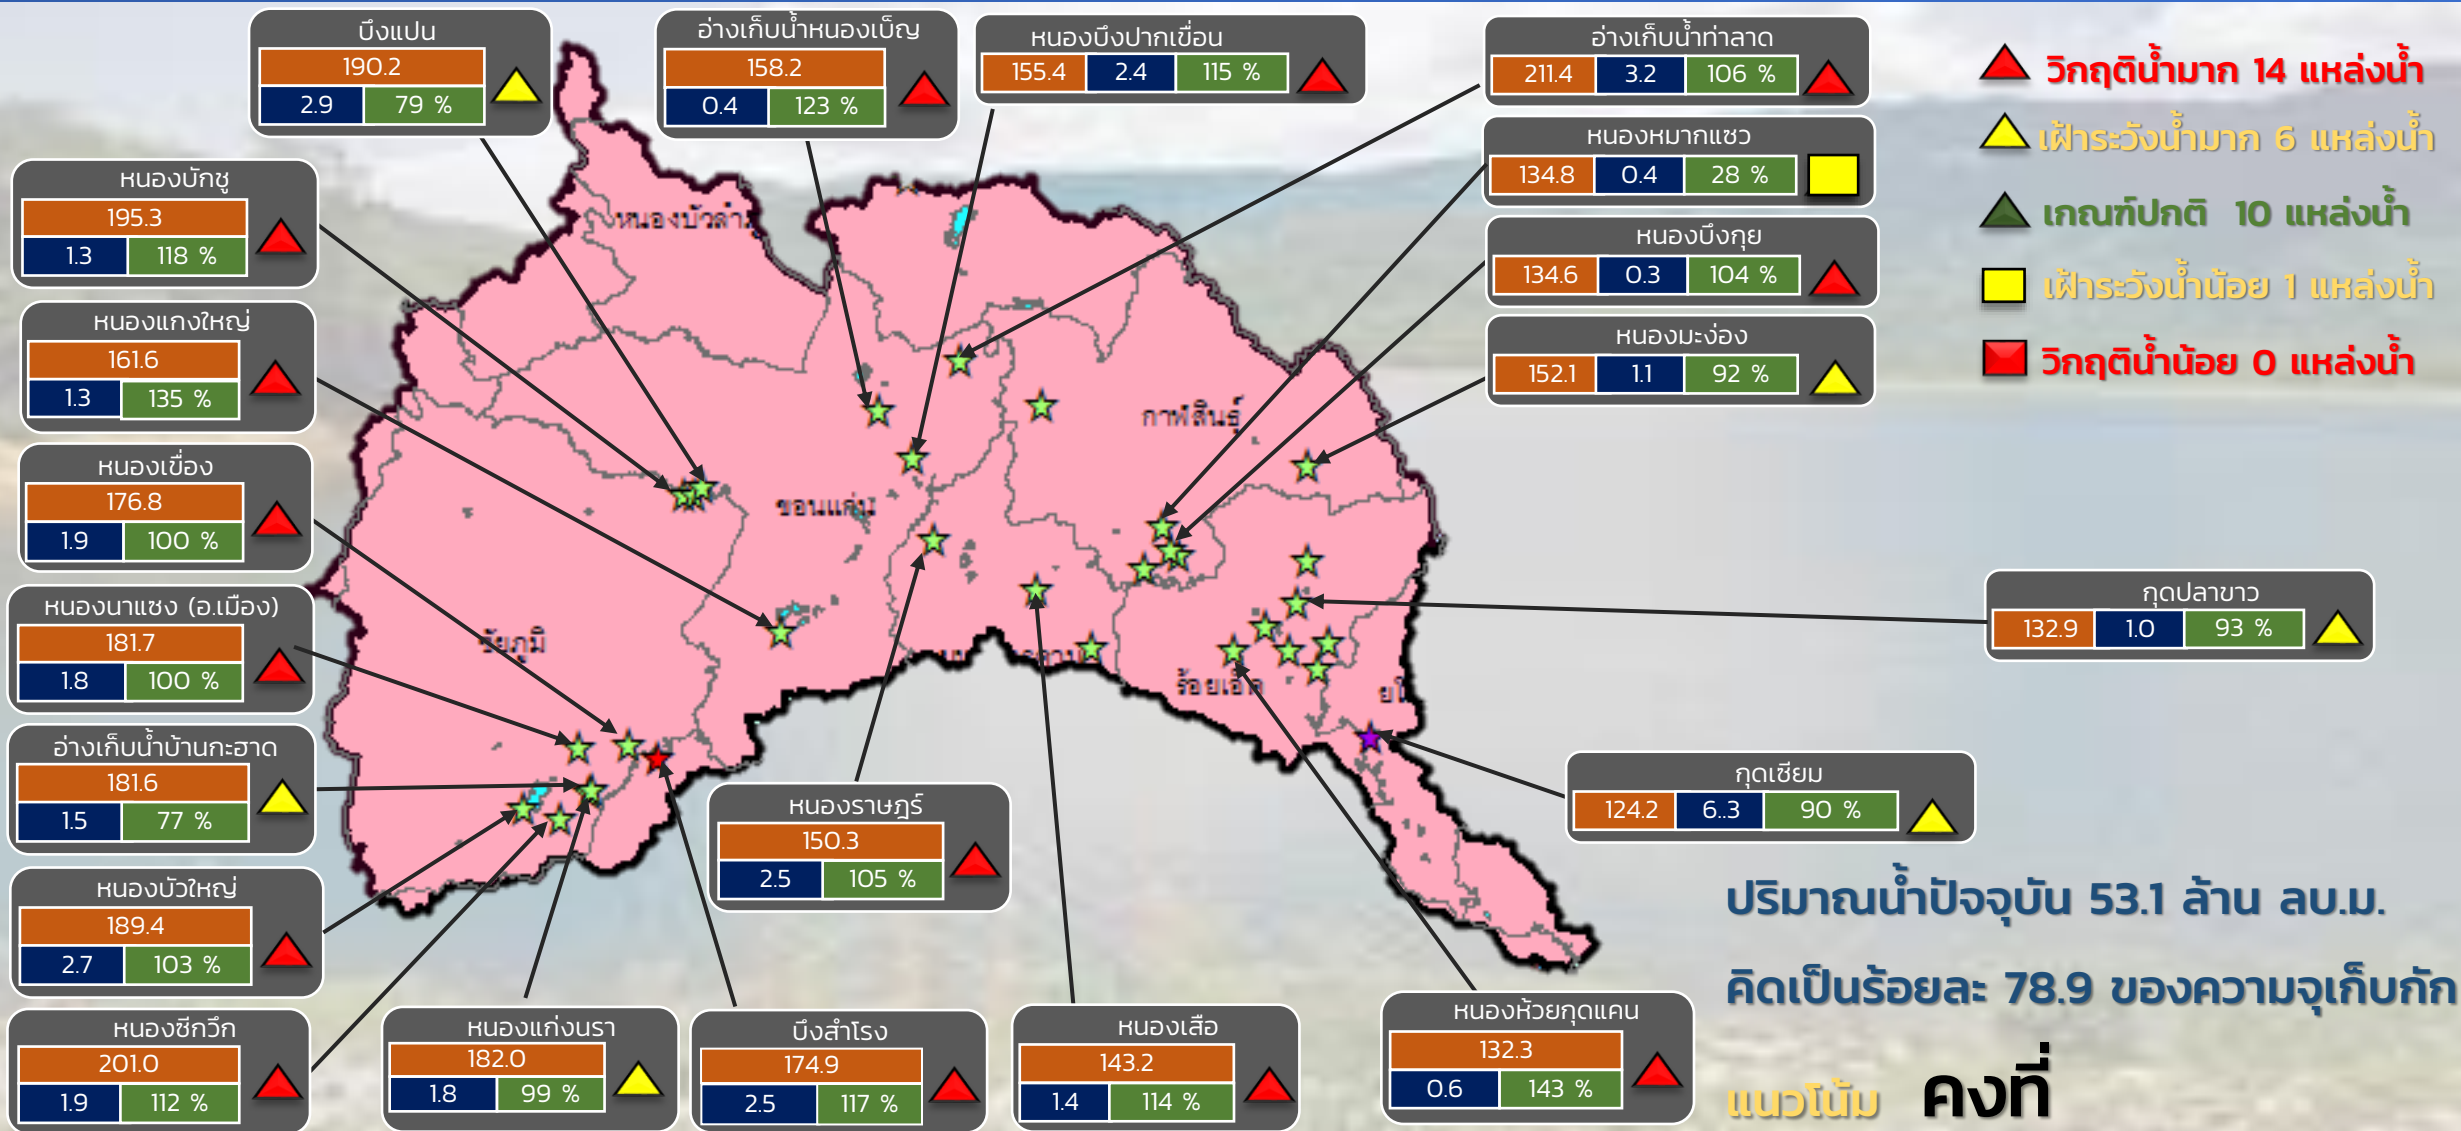 บึงแปน
190.2
2.9 79 %
อ่างเก็บน้ำหนองเบ็ญ
158.2
0.4 123 %
หนองบึงปากเขื่อน
155.4 2.4 115 %
อ่างเก็บน้ำท่าลาด
211.4 3.2 106 %
หนองหมากแซว
134.8 0.4 28 %
หนองบึงกุย
134.6 0.3 104 %
หนองมะง่อง
152.1 1.1 92 %
วิกฤติน้ำมาก 14 แหล่งน้ำ
เฝ้าระวังน้ำมาก 6 แหล่งน้ำ
เกณฑ์ปกติ 10 แหล่งน้ำ
เฝ้าระวังน้ำน้อย 1 แหล่งน้ำ
วิกฤติน้ำน้อย 0 แหล่งน้ำ
หนองบักชู
195.3
1.3 118 %
หนองแกงใหญ่
161.6
1.3 135 %
หนองเขื่อง
176.8
1.9 100 %
หนองนาแซง (อ.เมือง)
181.7
1.8 100 %
อ่างเก็บน้ำบ้านกะฮาด
181.6
1.5 77 %
หนองบัวใหญ่
189.4
2.7 103 %
หนองซีกวึก
201.0
1.9 112 %
หนองแก่งนรา
182.0
1.8 99 %
บึงสำโรง
174.9
2.5 117 %
หนองราษฎร์
150.3
2.5 105 %
หนองเสือ
143.2
1.4 114 %
หนองห้วยกุดแคน
132.3
0.6 143 %
กุดปลาขาว
132.9 1.0 93 %
กุดเซียม
124.2 6..3 90 %
หนองบัวลำภ
กาฬสินธุ์
ขอนแก่น
ชัยภูมิ
ร้อยเอ็ด
ปริมาณน้ำปัจจุบัน 53.1 ล้าน ลบ.ม.
คิดเป็นร้อยละ 78.9 ของความจุเก็บกัก
แนวโน้ม คงที่